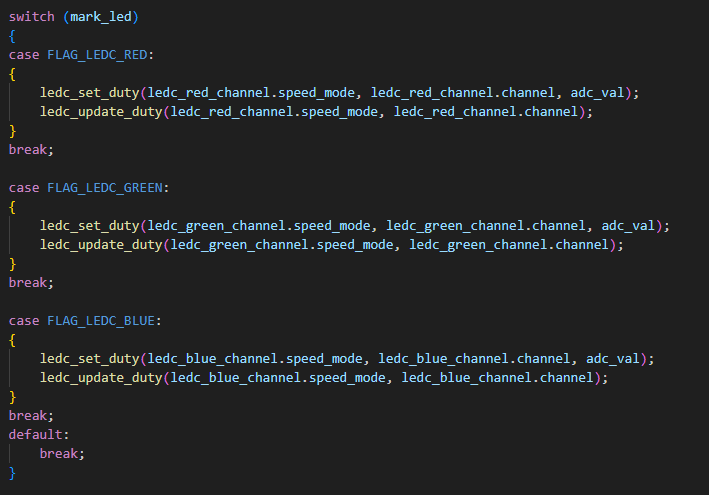 switch (mark_led)
{
case FLAG_LEDC_RED:
{
    ledc_set_duty(ledc_red_channel.speed_mode, ledc_red_channel.channel, adc_val);
    ledc_update_duty(ledc_red_channel.speed_mode, ledc_red_channel.channel);
}
break;

case FLAG_LEDC_GREEN:
{
    ledc_set_duty(ledc_green_channel.speed_mode, ledc_green_channel.channel, adc_val);
    ledc_update_duty(ledc_green_channel.speed_mode, ledc_green_channel.channel);
}
break;

case FLAG_LEDC_BLUE:
{
    ledc_set_duty(ledc_blue_channel.speed_mode, ledc_blue_channel.channel, adc_val);
    ledc_update_duty(ledc_blue_channel.speed_mode, ledc_blue_channel.channel);
}
break;
default:
    break;
}